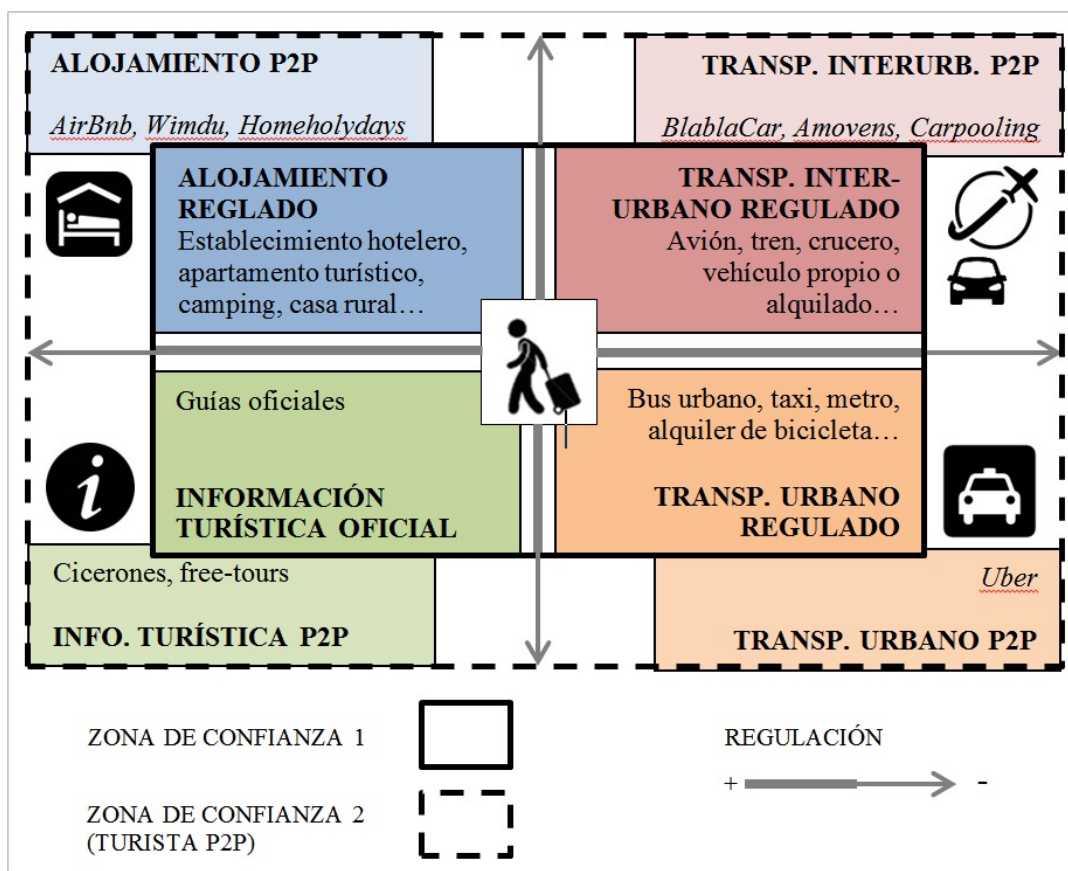 ALOJAMIENTO P2P
AirBnb, Wimdu, Homeholydays
TRANSP. INTERURB. P2P
BlablaCar, Amovens, Carpooling
ALOJAMIENTO
REGLADO
Establecimiento hotelero,
apartamento turístico,
camping, casa rural…
TRANSP. INTER-
URBANO REGULADO
Avión, tren, crucero,
vehículo propio o
alquilado…
Guías oficiales
INFORMACIÓN
TURÍSTICA OFICIAL
Bus urbano, taxi, metro,
alquiler de bicicleta…
TRANSP. URBANO
REGULADO
Cicerones, free-tours
INFO. TURÍSTICA P2P
Uber
TRANSP. URBANO P2P
ZONA DE CONFIANZA 1
ZONA DE CONFIANZA 2
(TURISTA P2P)
REGULACIÓN
+ -